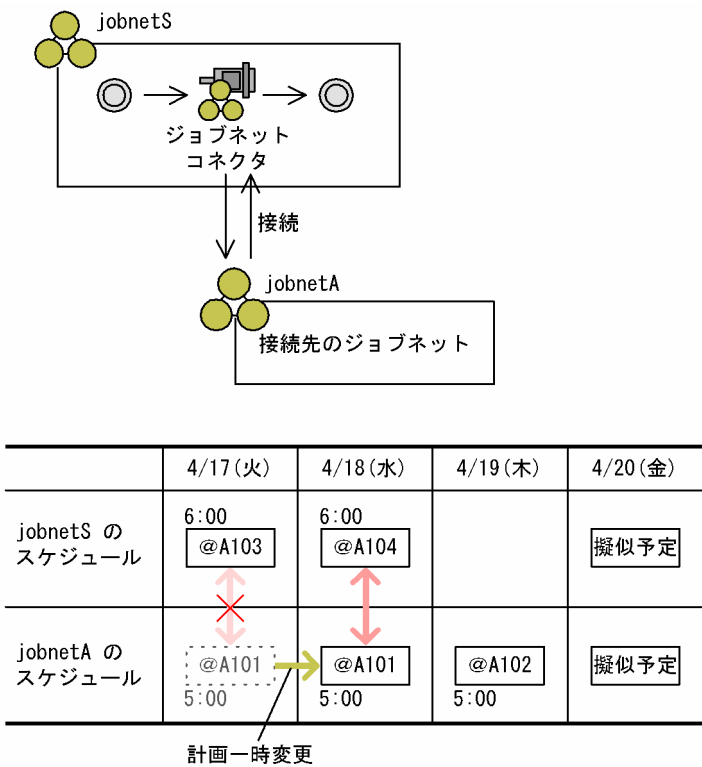 jobnetS
ジョブネット
コネクタ
接続
jobnetA
接続先のジョブネット
4/17(火) 4/18(水) 4/19(木) 4/20(金)
jobnetS の
スケジュール
6:00 6:00
@A103 @A104 擬似予定
jobnetA の
スケジュール
@A101 @A101 @A102 擬似予定
5:00 5:00 5:00
計画一時変更